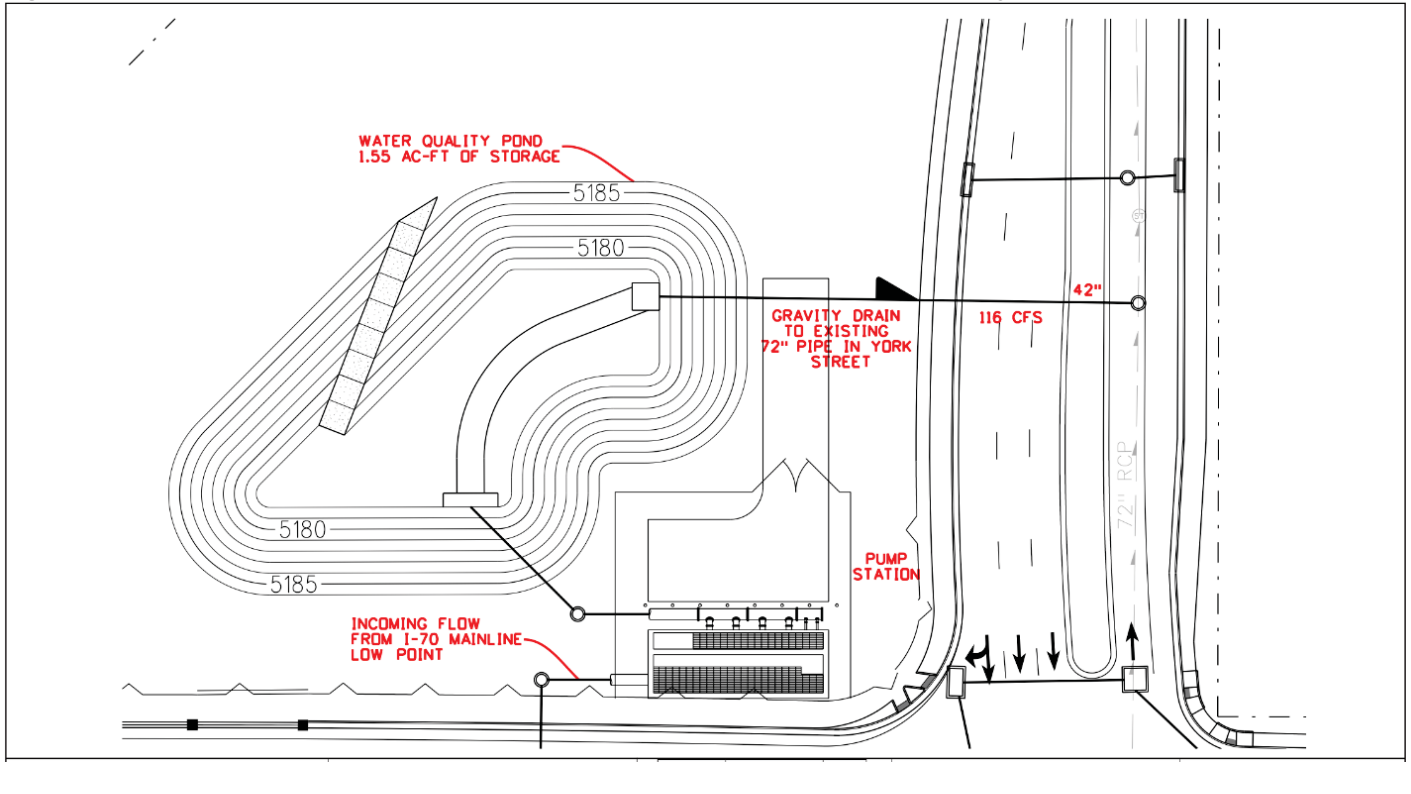 WATER QUALITY POND
1.55 AC-FT OF STORAGE
5185
5180
42"
GRAVITY DRAIN
TO EXISTING
72" PIPE IN YORK
STREET
116 CFS
72" RCP
5180
5185
PUMP
STATION
INCOMING FLOW
FROM I-70 MAINLINE
LOW POINT